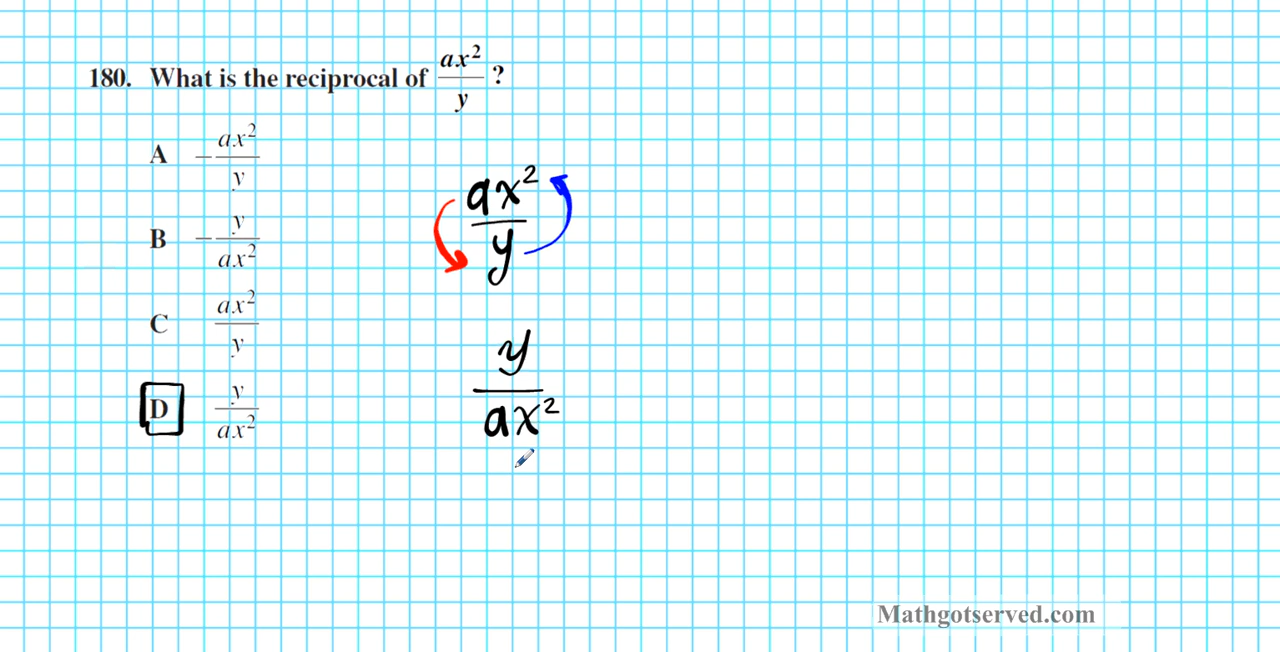 180. What is the reciprocal of ax²/y ?
A -ax²/y
B -y/ax²
C ax²/y
D y/ax²
ax²/y
y/ax²
Mathgotserved.com